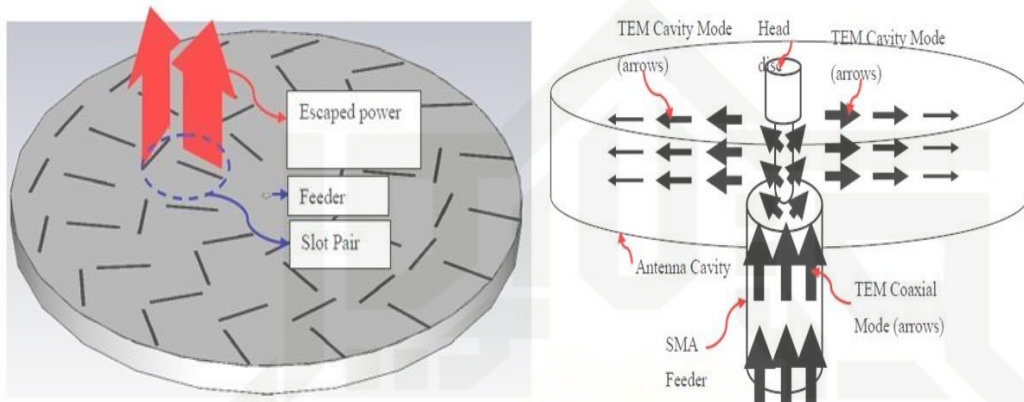 Escaped power
Feeder
Slot Pair
TEM Cavity Mode
(arrows)
Head
disc
TEM Cavity Mode
(arrows)
Antenna Cavity
TEM Coaxial
Mode (arrows)
SMA
Feeder